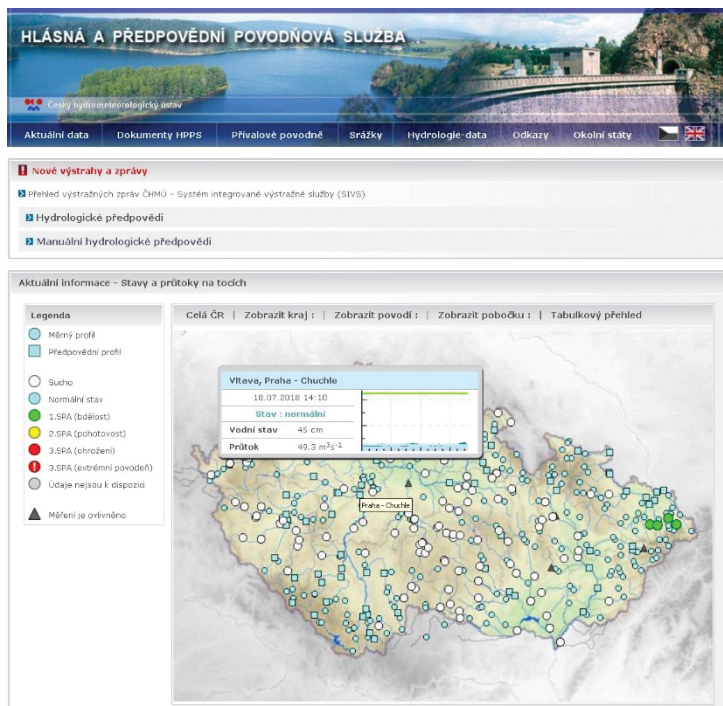 HLÁSNÁ A PŘEDPOVĚDNÍ POVODŇOVÁ SLUŽBA
Český hydrometeorologický ústav
Aktuální data Dokumenty HPPS Přívalové povodně Srážky Hydrologie-data Odkazy Okolní státy
Nové výstrahy a zprávy
Přehled výstražných zpráv ČHMÚ - Systém integrované výstražné služby (SIVS)
Hydrologické předpovědi
Manuální hydrologické předpovědi
Aktuální informace - Stavy a průtoky na tocích
Legenda
Měrný profil
Předpovědní profil
Sucho
Normální stav
1.SPA (bdělost)
2.SPA (pohotovost)
3.SPA (ohrožení)
3.SPA (extrémní povodeň)
Údaje nejsou k dispozici
Měření je ovlivněno
Celá ČR | Zobrazit kraj : | Zobrazit povodí : | Zobrazit pobočku : | Tabulkový přehled
Vltava, Praha - Chuchle
18.07.2018 14:10
Stav : normální
Vodní stav 45 cm
Průtok 49.3 m³s⁻¹
Praha - Chuchle